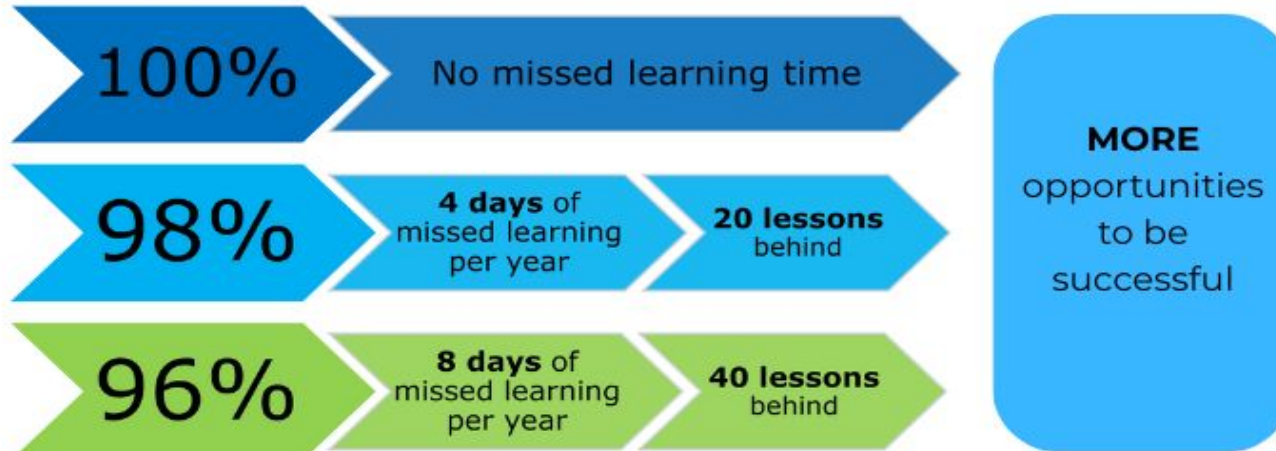 100%
No missed learning time
98%
4 days of
missed learning
per year
20 lessons
behind
96%
8 days of
missed learning
per year
40 lessons
behind
MORE
opportunities
to be
successful